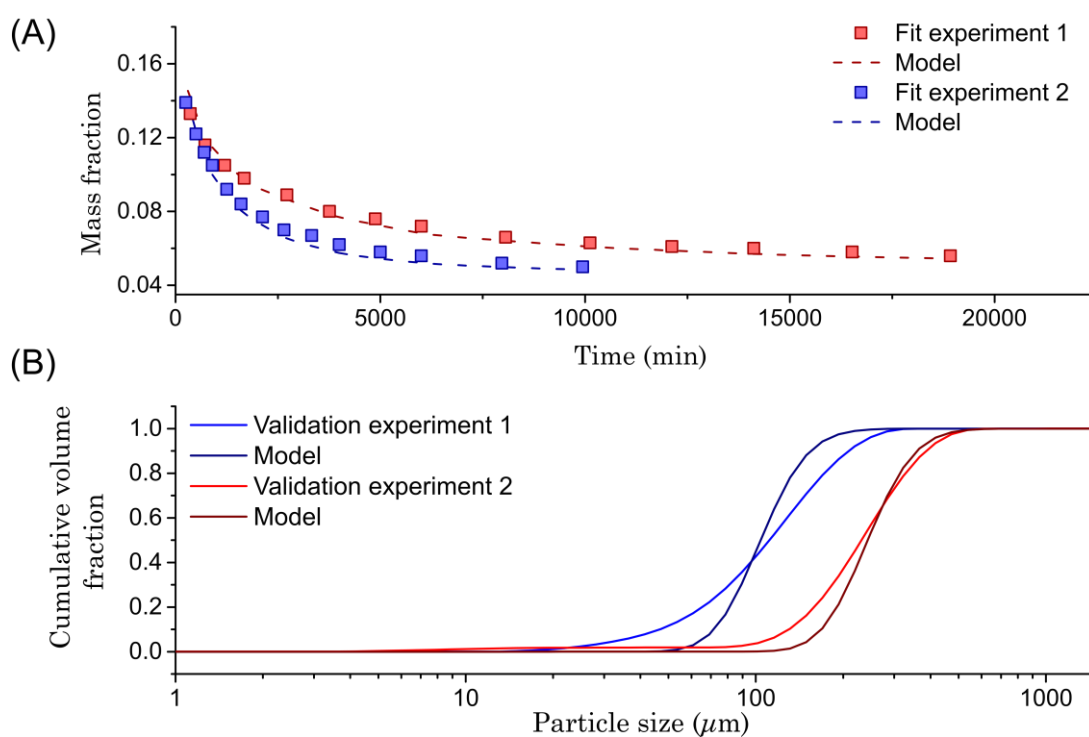 (A)
Fit experiment 1
Model
Fit experiment 2
Model
Mass fraction
0.16
0.12
0.08
0.04
0
5000
10000
15000
20000
Time (min)
(B)
Validation experiment 1
Model
Validation experiment 2
Model
Cumulative volume
fraction
1.0
0.8
0.6
0.4
0.2
0.0
1
10
100
1000
Particle size (μm)